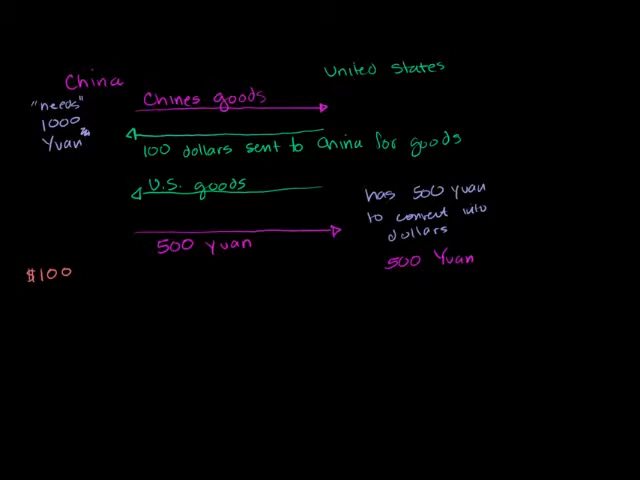 United States
China
Chines goods
"needs"
1000
Yuan
100 dollars sent to China for goods
U.S. goods
has 500 yuan
to convert into
dollars
500 yuan
500 Yuan
$100